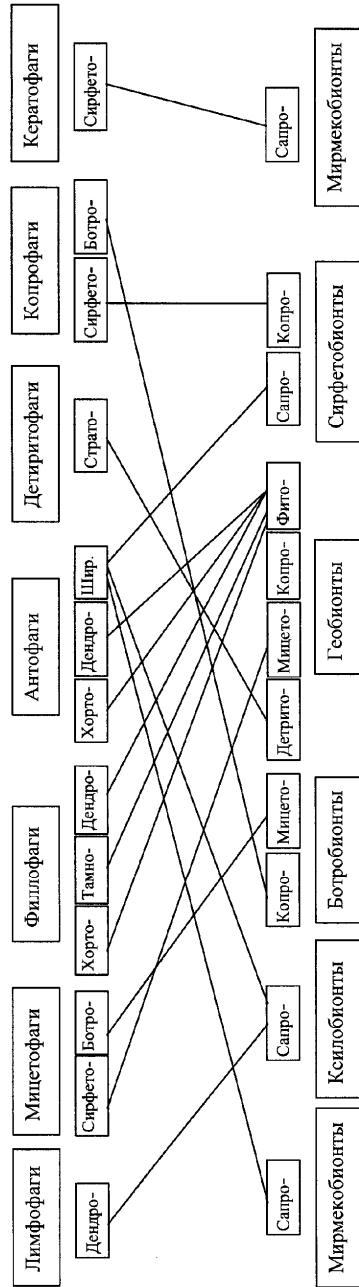 Лимфофаги
Мицетофаги
Филлофаги
Антофаги
Детиритофаги
Копрофаги
Кератофаги
Дендро-
Сирфето-
Ботро-
Хорто-
Тамно-
Дендро-
Хорто-
Дендро-
Шир.
Страто-
Сирфето-
Ботро-
Сирфето-
Сапро-
Сапро-
Копро-
Мицето-
Детрито-
Мицето-
Копро-
Фито-
Сапро-
Копро-
Сапро-
Мирмекобионты
Ксилобионты
Ботробионты
Геобионты
Сирфетобионты
Мирмекобионты